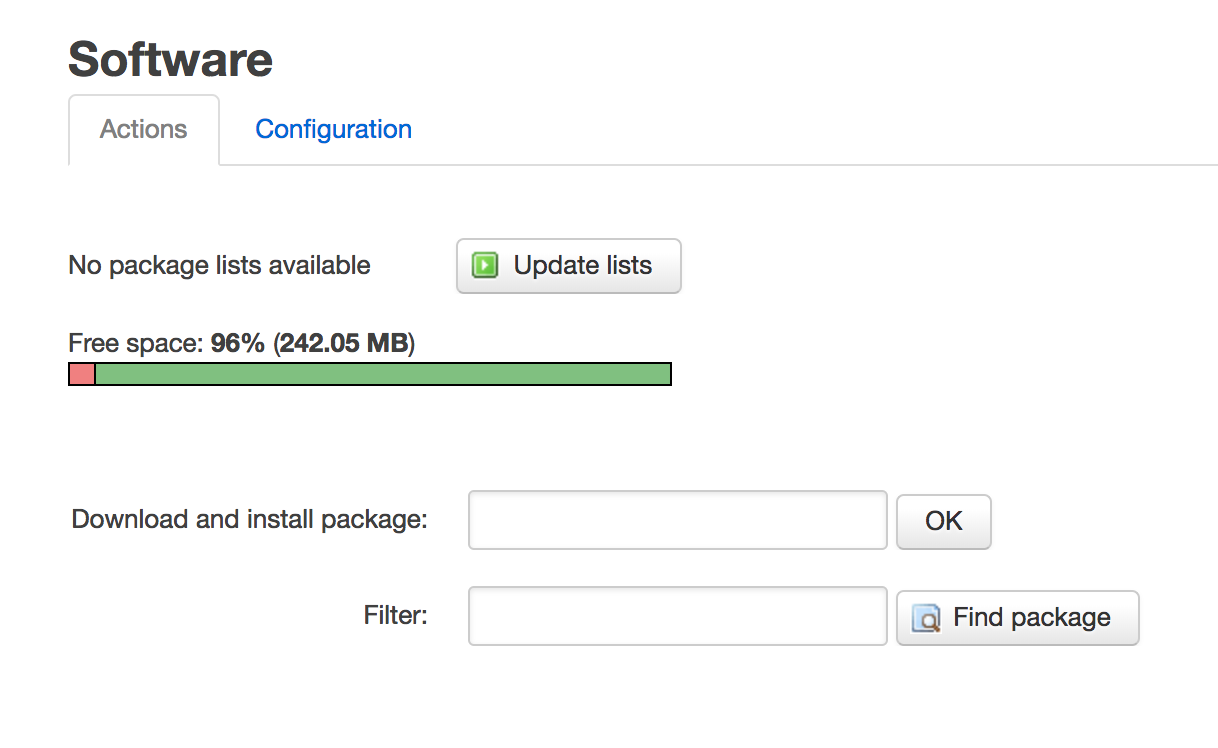 Software
Actions Configuration
No package lists available Update lists
Free space: 96% (242.05 MB)
Download and install package: OK
Filter: Find package